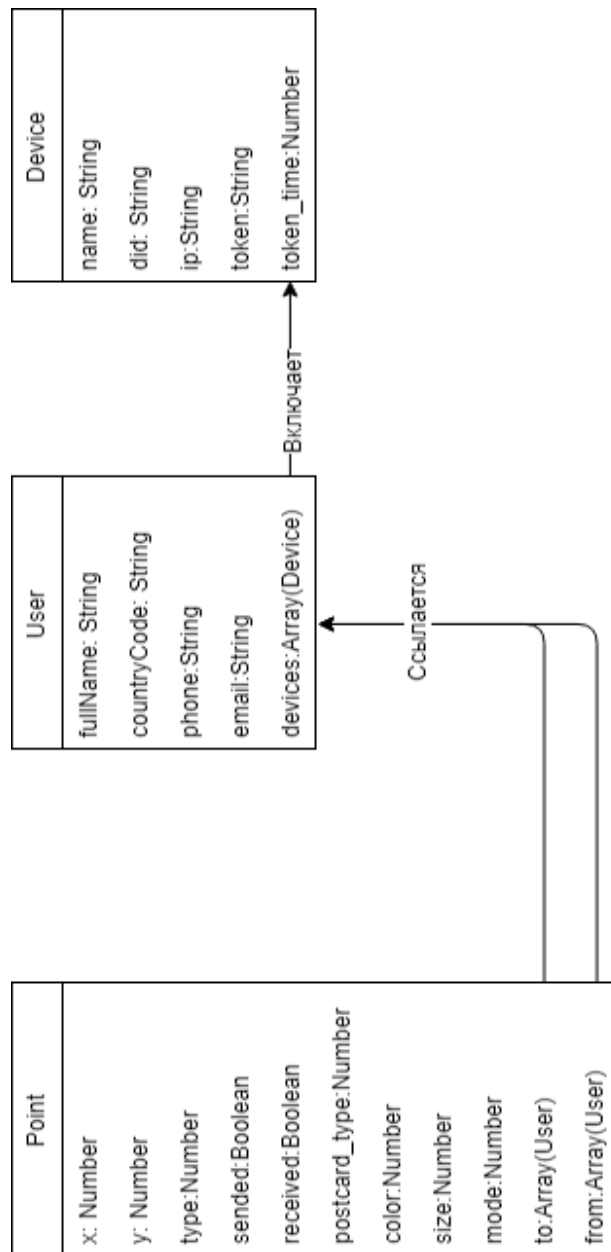 Point
x: Number
y: Number
type:Number
sended:Boolean
received:Boolean
postcard_type:Number
color:Number
size:Number
mode:Number
to:Array(User)
from:Array(User)
Ссылается
User
fullName: String
countryCode: String
phone:String
email:String
devices:Array(Device)
Включает
Device
name: String
did: String
ip:String
token:String
token_time:Number